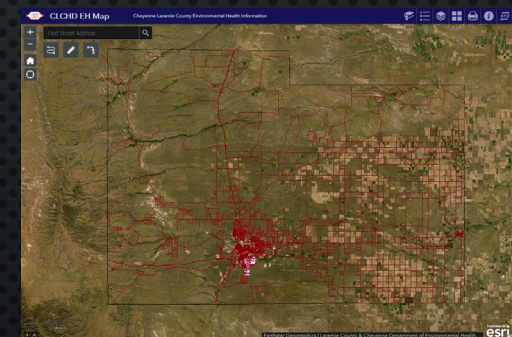 CLCHD EH Map
Cheyenne Laramie County Environmental Health Information
+
Find Street Address
−
Earthstar Geographics | Laramie County & Cheyenne Department of Environmental Health
esri